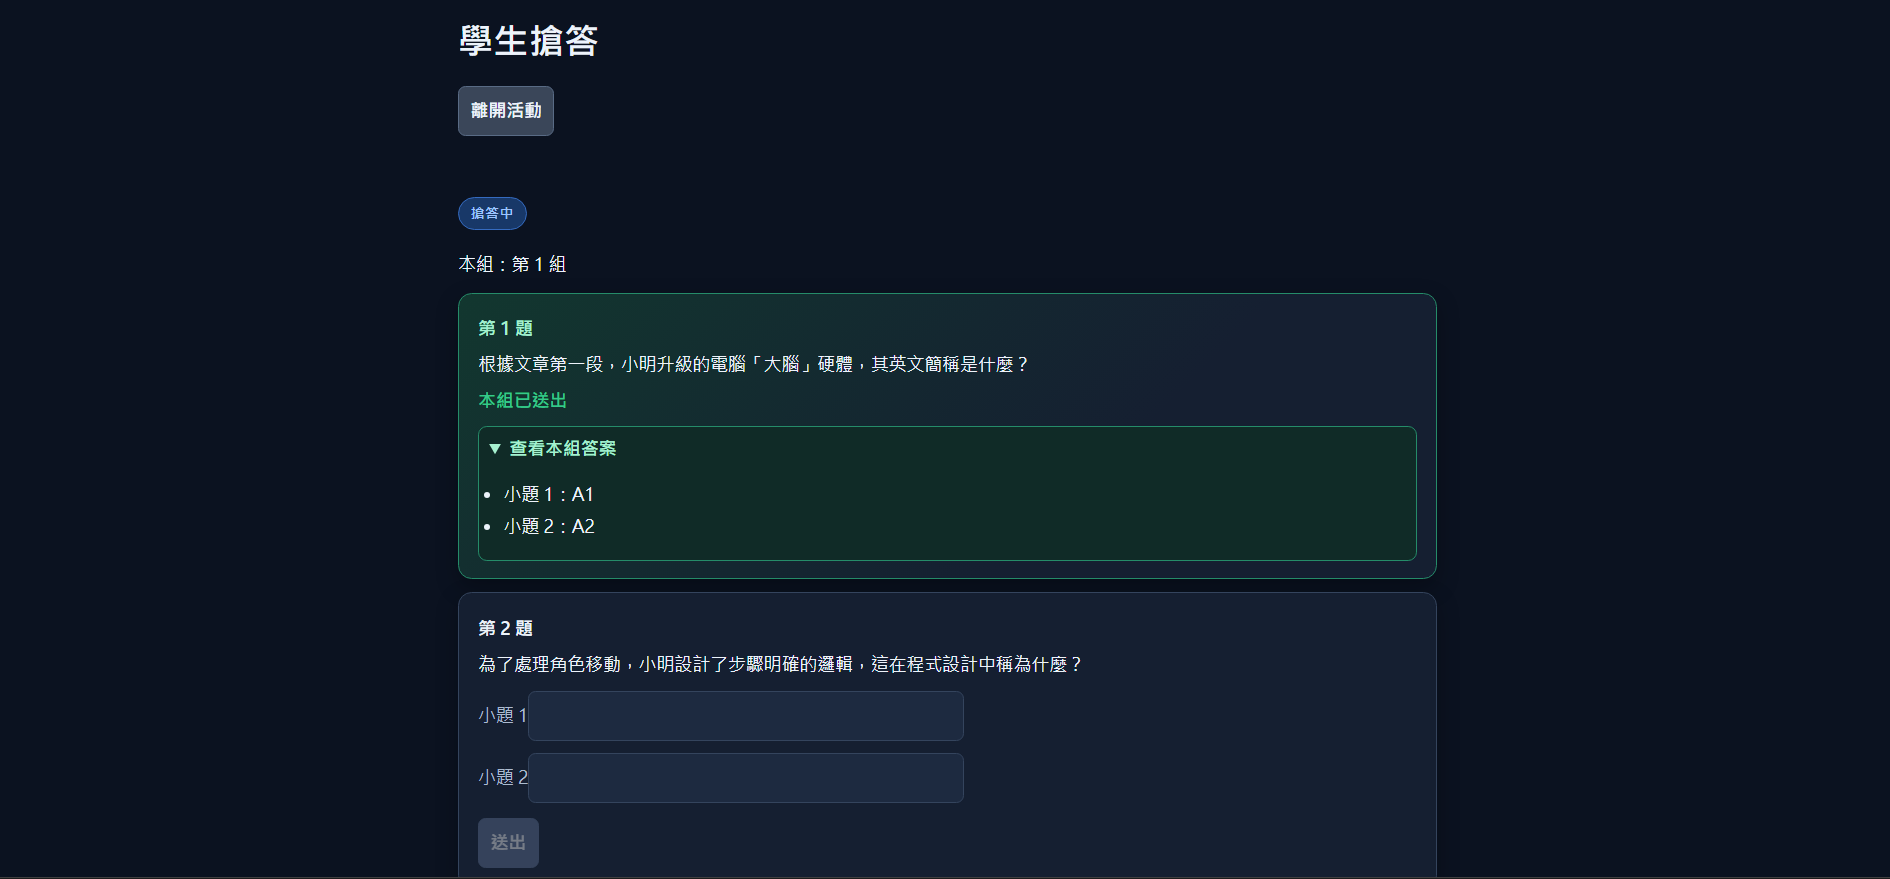 學生搶答
離開活動
搶答中
本組：第 1 組
第 1 題
根據文章第一段，小明升級的電腦「大腦」硬體，其英文簡稱是什麼？
本組已送出
▼ 查看本組答案
• 小題 1：A1
• 小題 2：A2
第 2 題
為了處理角色移動，小明設計了步驟明確的邏輯，這在程式設計中稱為什麼？
小題 1
小題 2
送出